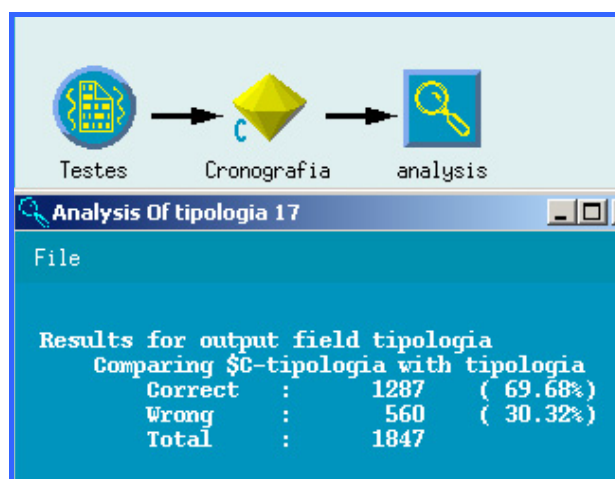 C
Testes Cronografia analysis
Analysis Of tipologia 17
File
Results for output field tipologia
Comparing $C-tipologia with tipologia
Correct : 1287 ( 69.68%)
Wrong : 560 ( 30.32%)
Total : 1847